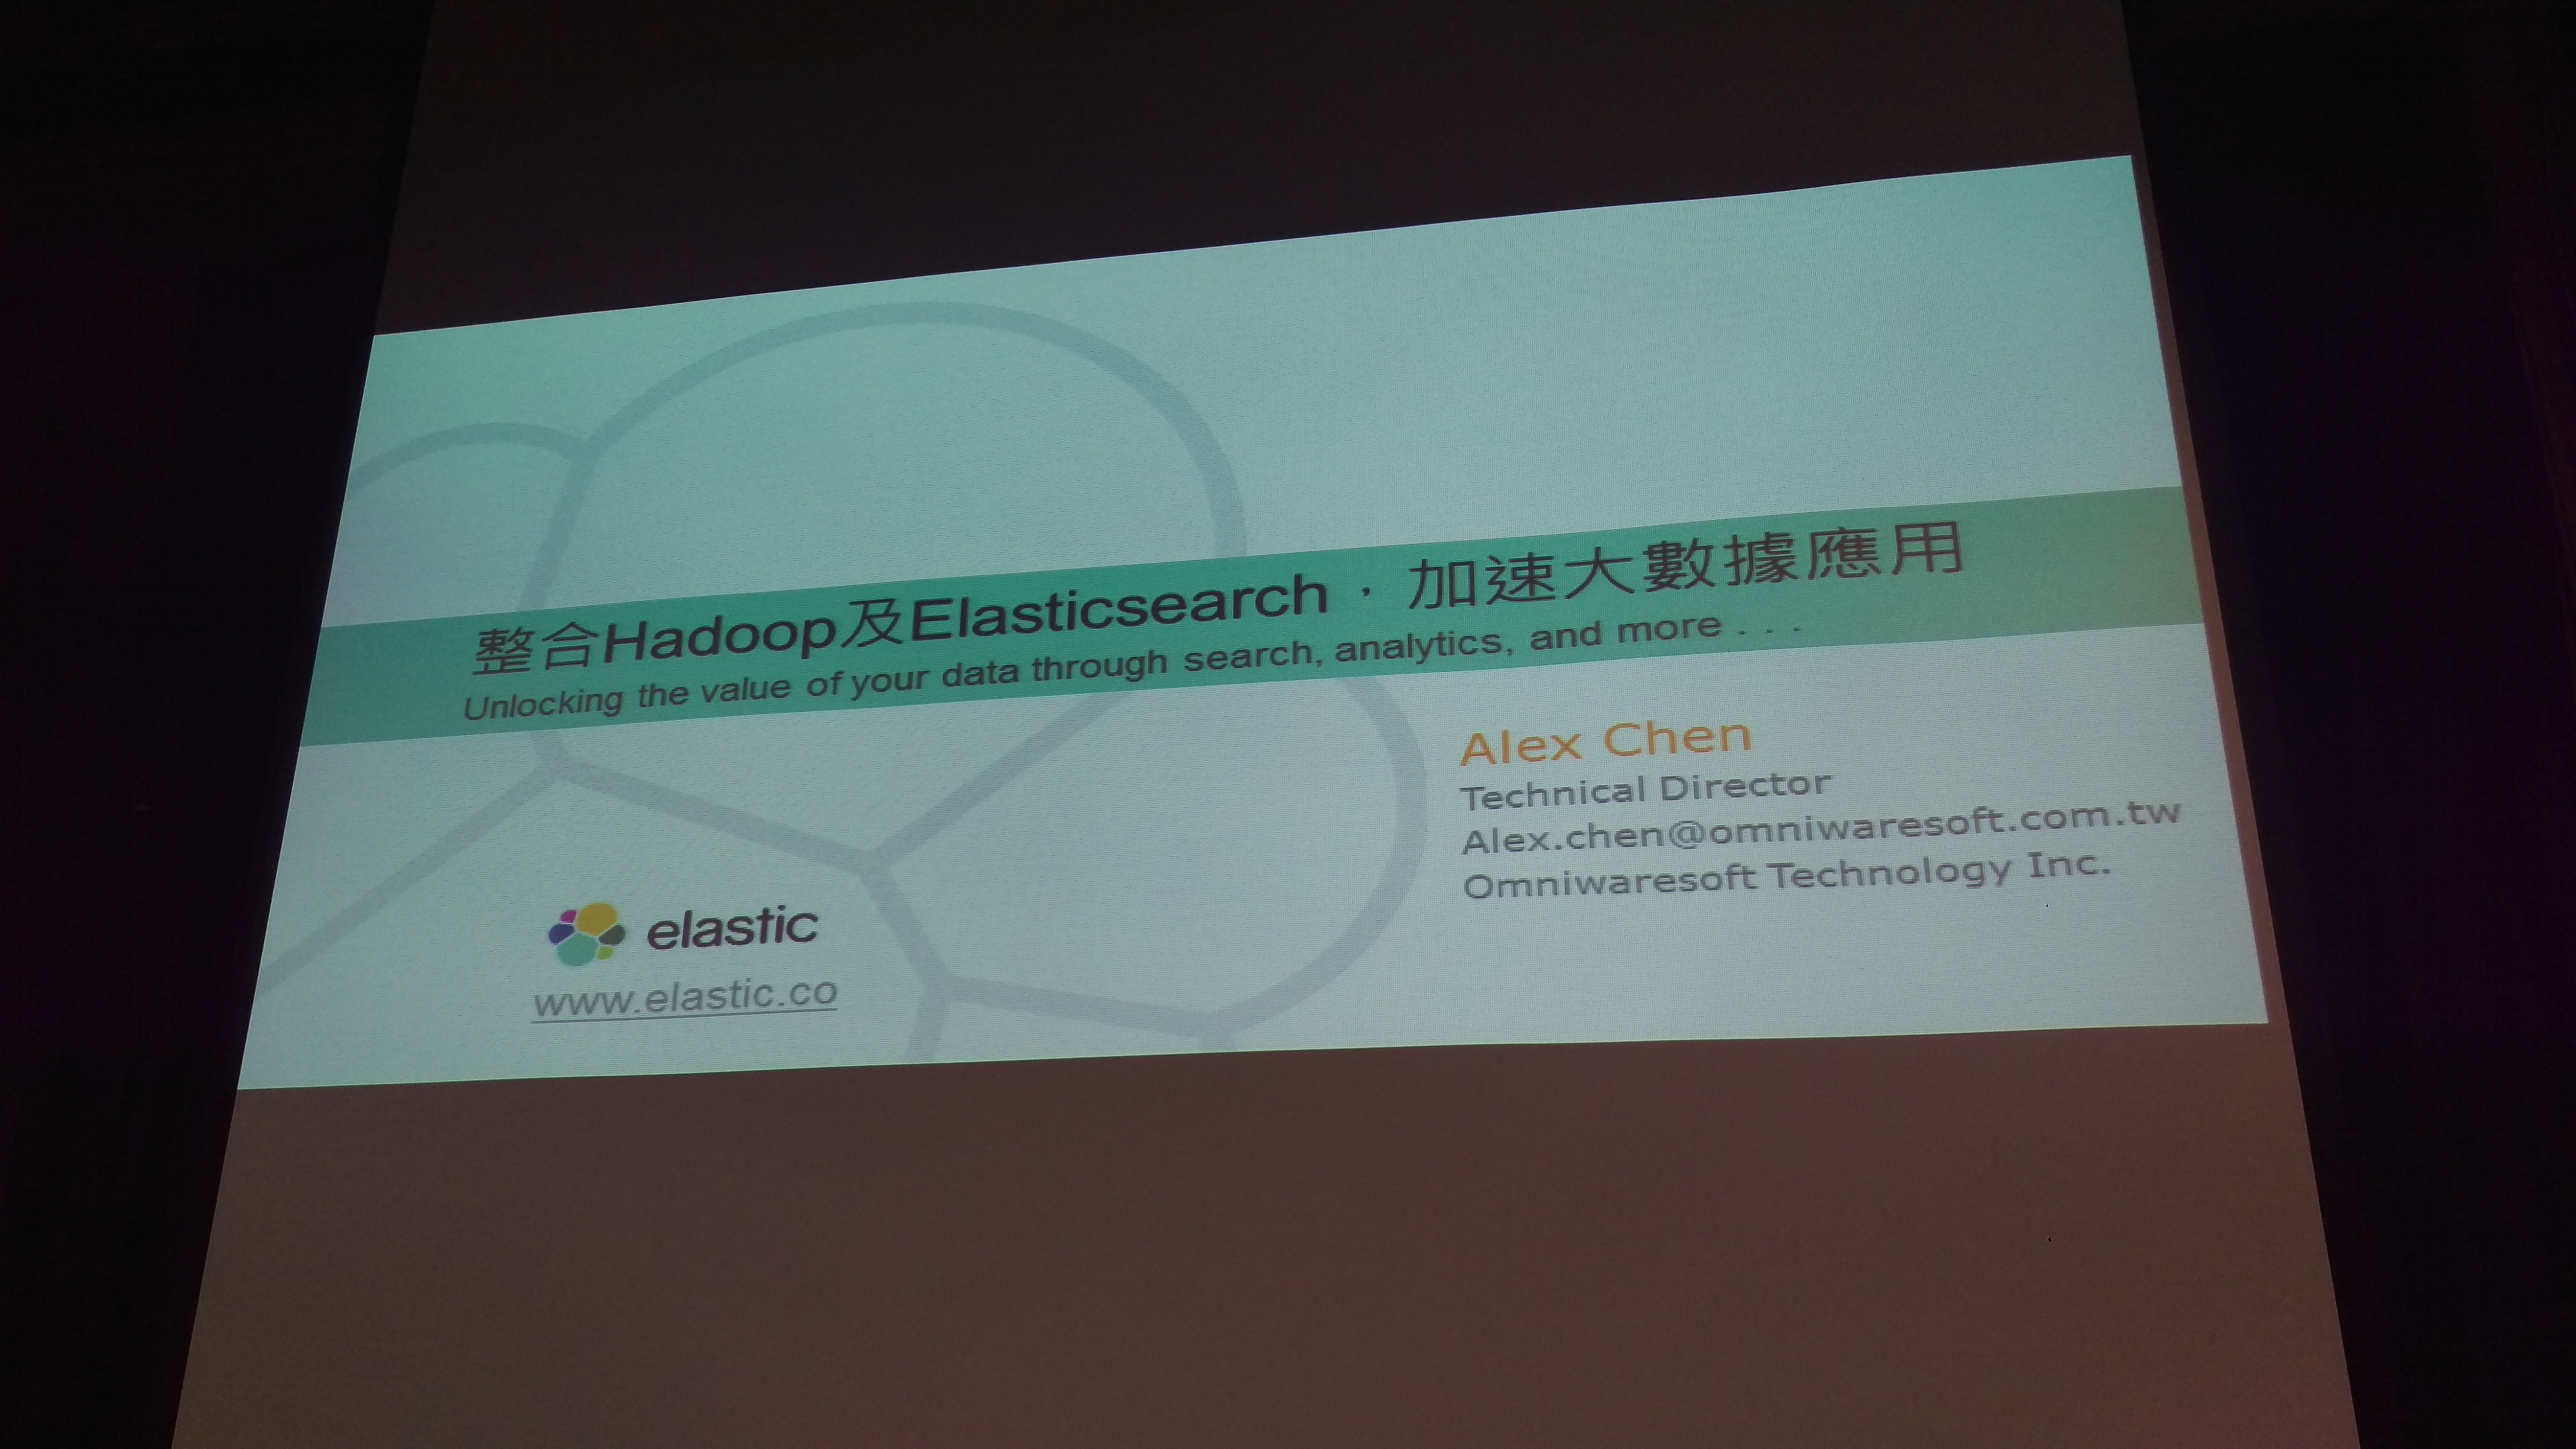 整合Hadoop及Elasticsearch，加速大數據應用
Unlocking the value of your data through search, analytics, and more . . .
Alex Chen
Technical Director
Alex.chen@omniwaresoft.com.tw
Omniwaresoft Technology Inc.
elastic
www.elastic.co